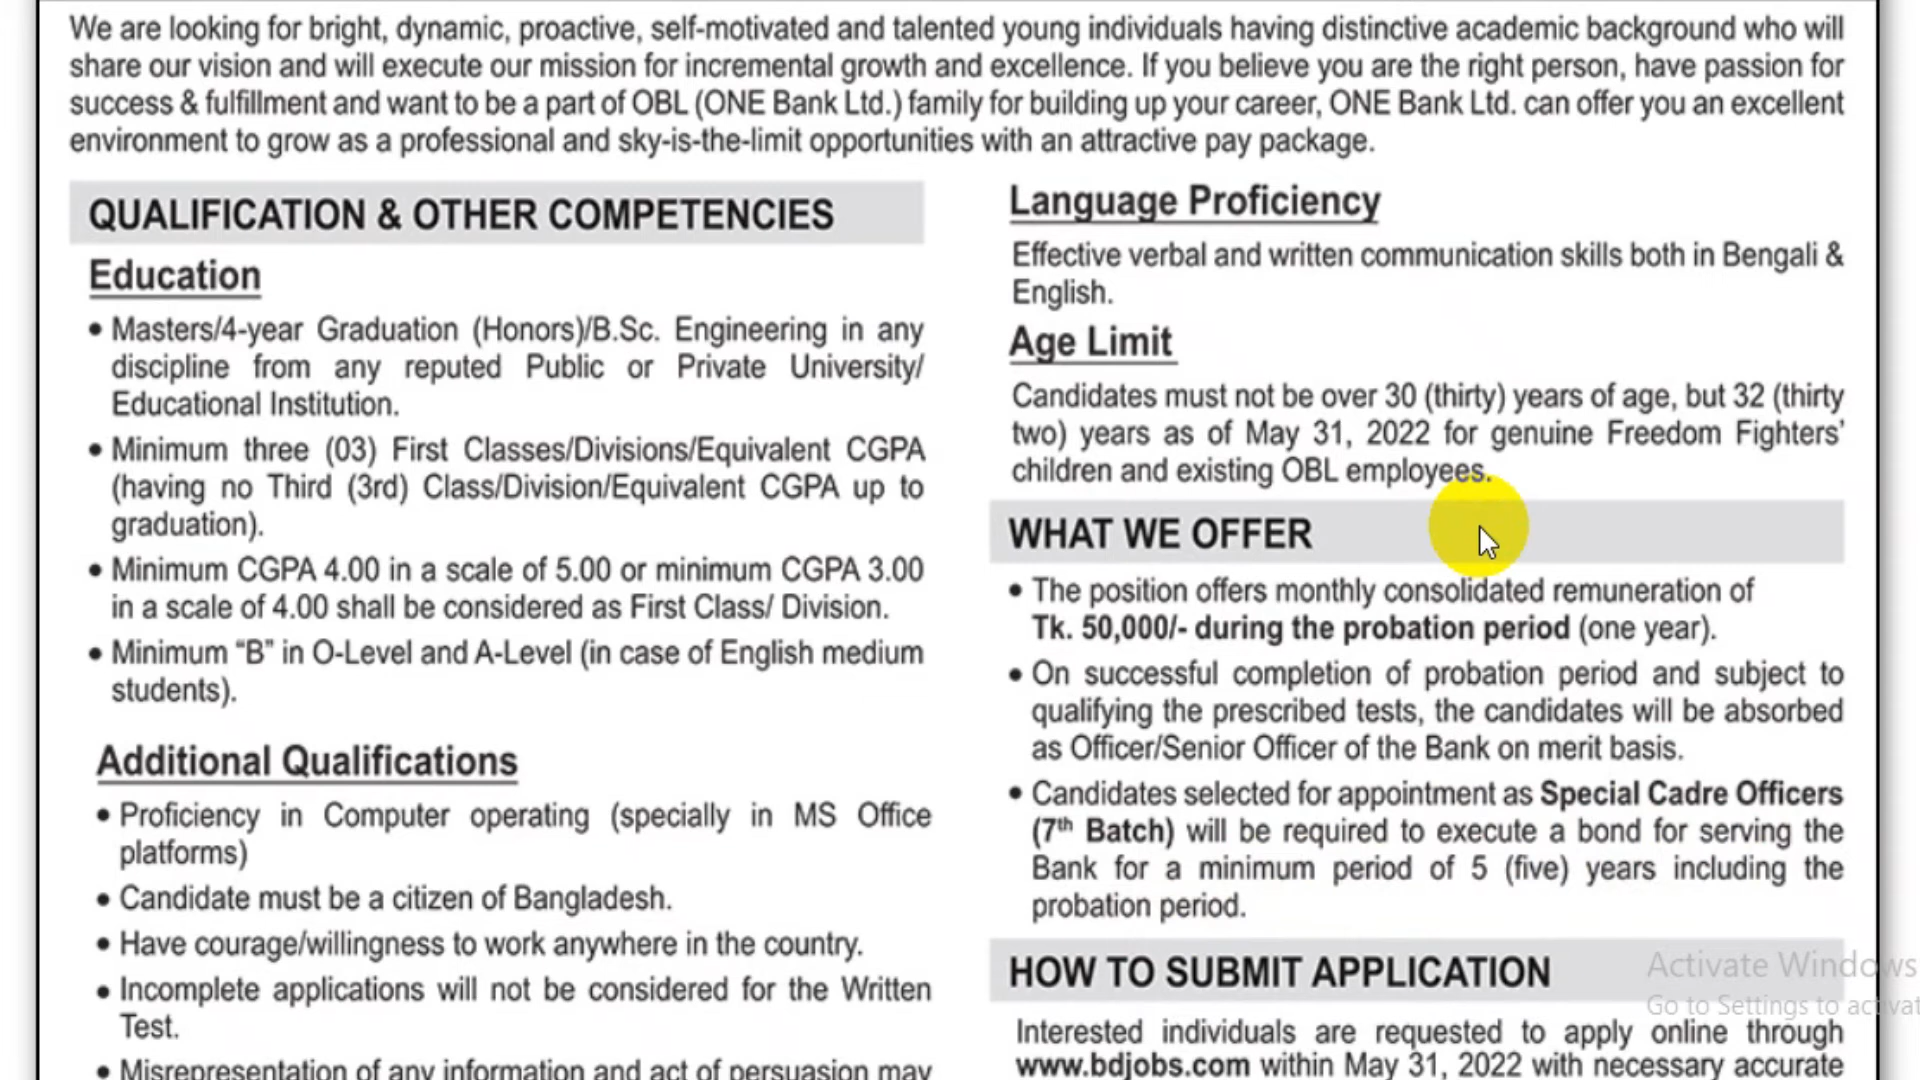 We are looking for bright, dynamic, proactive, self-motivated and talented young individuals having distinctive academic background who will
share our vision and will execute our mission for incremental growth and excellence. If you believe you are the right person, have passion for
success & fulfillment and want to be a part of OBL (ONE Bank Ltd.) family for building up your career, ONE Bank Ltd. can offer you an excellent
environment to grow as a professional and sky-is-the-limit opportunities with an attractive pay package.
QUALIFICATION & OTHER COMPETENCIES
Education
• Masters/4-year Graduation (Honors)/B.Sc. Engineering in any
discipline from any reputed Public or Private University/
Educational Institution.
• Minimum three (03) First Classes/Divisions/Equivalent CGPA
(having no Third (3rd) Class/Division/Equivalent CGPA up to
graduation).
• Minimum CGPA 4.00 in a scale of 5.00 or minimum CGPA 3.00
in a scale of 4.00 shall be considered as First Class/ Division.
• Minimum “B” in O-Level and A-Level (in case of English medium
students).
Additional Qualifications
• Proficiency in Computer operating (specially in MS Office
platforms)
• Candidate must be a citizen of Bangladesh.
• Have courage/willingness to work anywhere in the country.
• Incomplete applications will not be considered for the Written
Test.
• Misrepresentation of any information and act of persuasion may
Language Proficiency
Effective verbal and written communication skills both in Bengali &
English.
Age Limit
Candidates must not be over 30 (thirty) years of age, but 32 (thirty
two) years as of May 31, 2022 for genuine Freedom Fighters’
children and existing OBL employees.
WHAT WE OFFER
• The position offers monthly consolidated remuneration of
Tk. 50,000/- during the probation period (one year).
• On successful completion of probation period and subject to
qualifying the prescribed tests, the candidates will be absorbed
as Officer/Senior Officer of the Bank on merit basis.
• Candidates selected for appointment as Special Cadre Officers
(7th Batch) will be required to execute a bond for serving the
Bank for a minimum period of 5 (five) years including the
probation period.
HOW TO SUBMIT APPLICATION
Interested individuals are requested to apply online through
www.bdjobs.com within May 31, 2022 with necessary accurate
Activate Windows
Go to Settings to activat